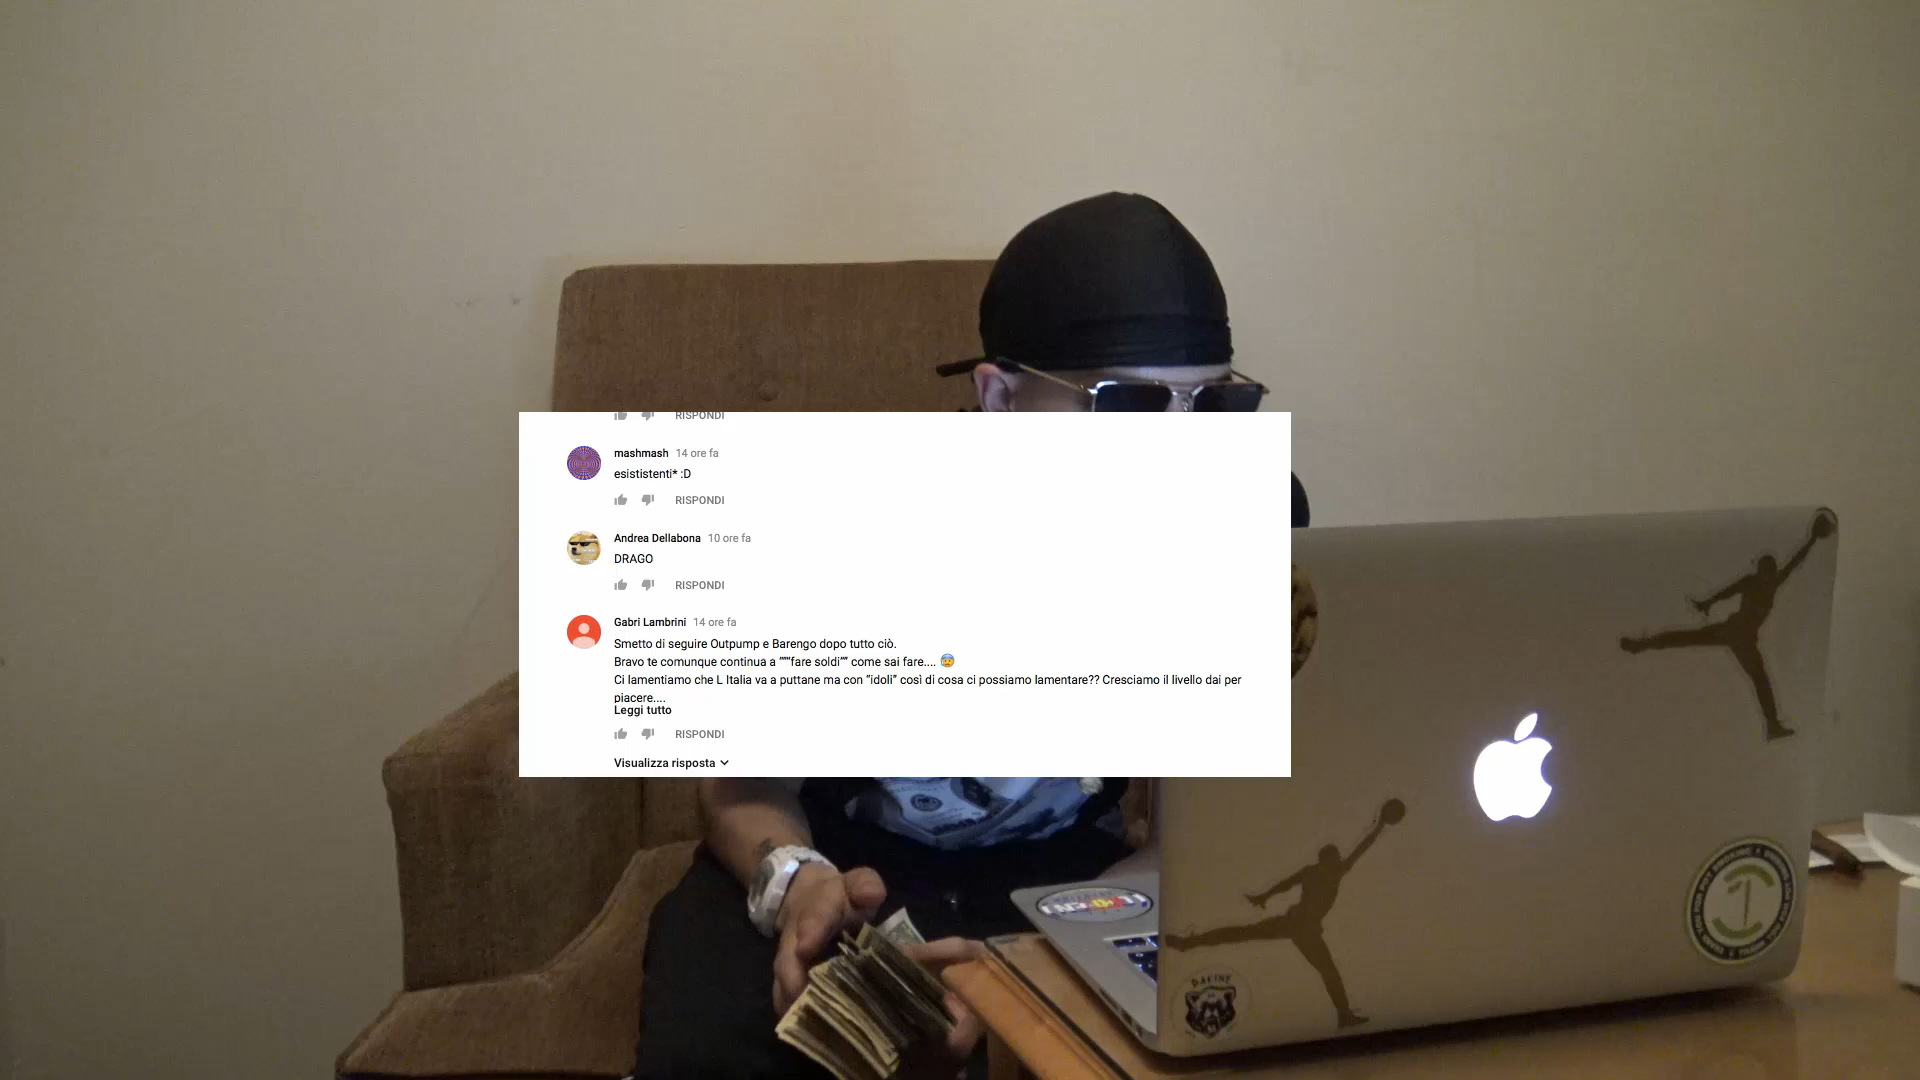 RISPONDI
mashmash 14 ore fa
esististenti* :D
RISPONDI
Andrea Dellabona 10 ore fa
DRAGO
RISPONDI
Gabri Lambrini 14 ore fa
Smetto di seguire Outpump e Barengo dopo tutto ciò.
Bravo te comunque continua a """fare soldi"" come sai fare.... 😰
Ci lamentiamo che L Italia va a puttane ma con "idoli" così di cosa ci possiamo lamentare?? Cresciamo il livello dai per
piacere....
Leggi tutto
RISPONDI
Visualizza risposta